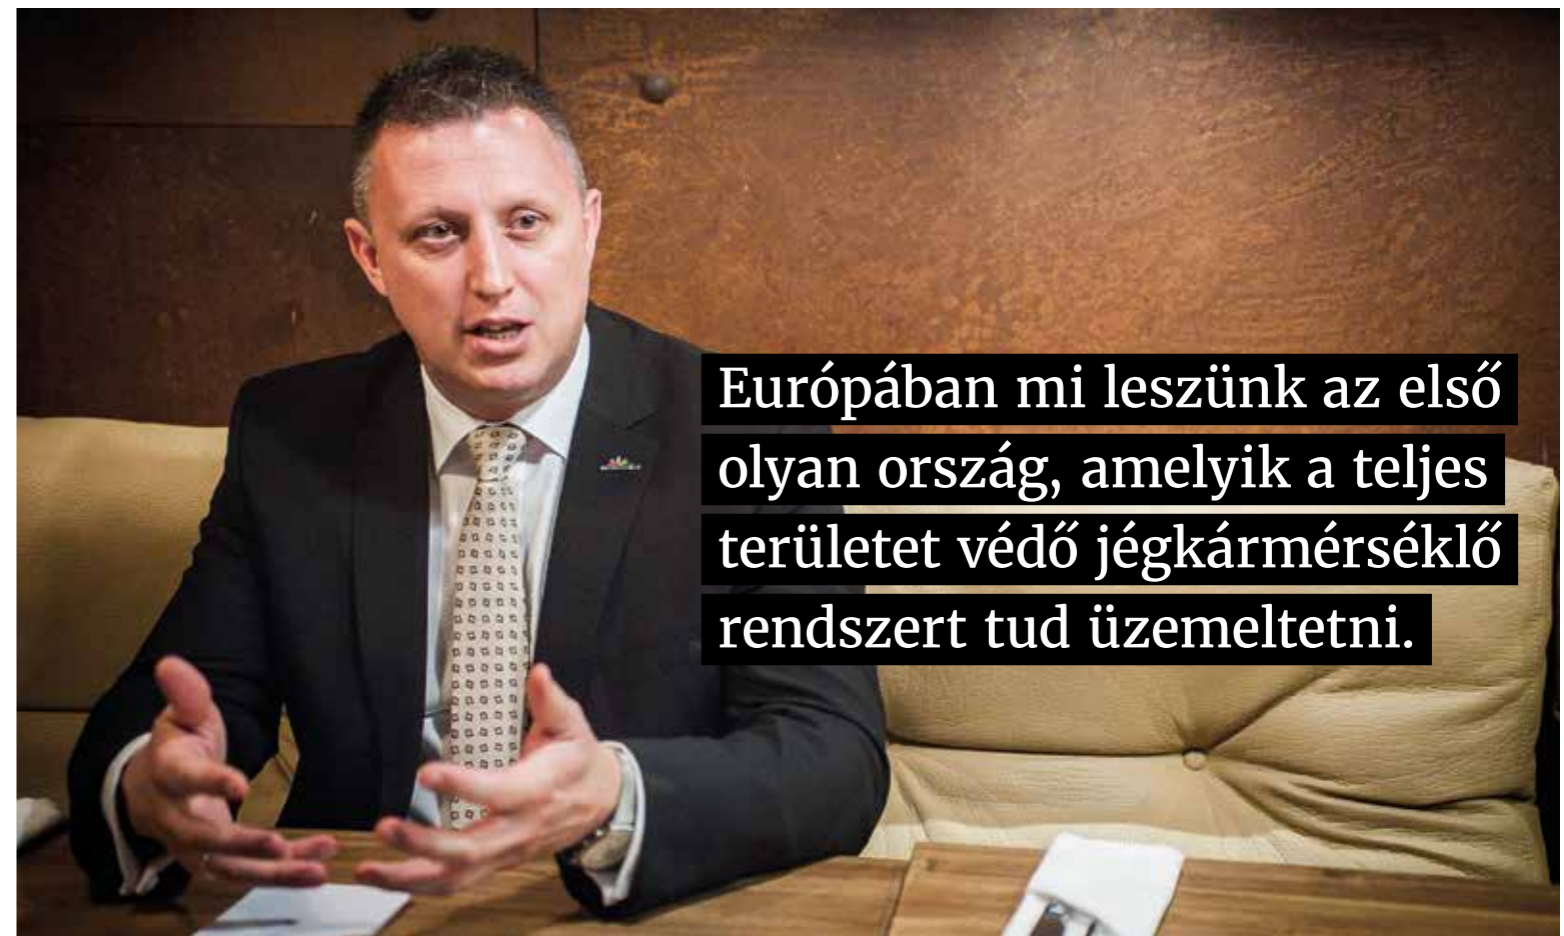 Európában mi leszünk az első
olyan ország, amelyik a teljes
területet védő jégkármérséklő
rendszert tud üzemeltetni.